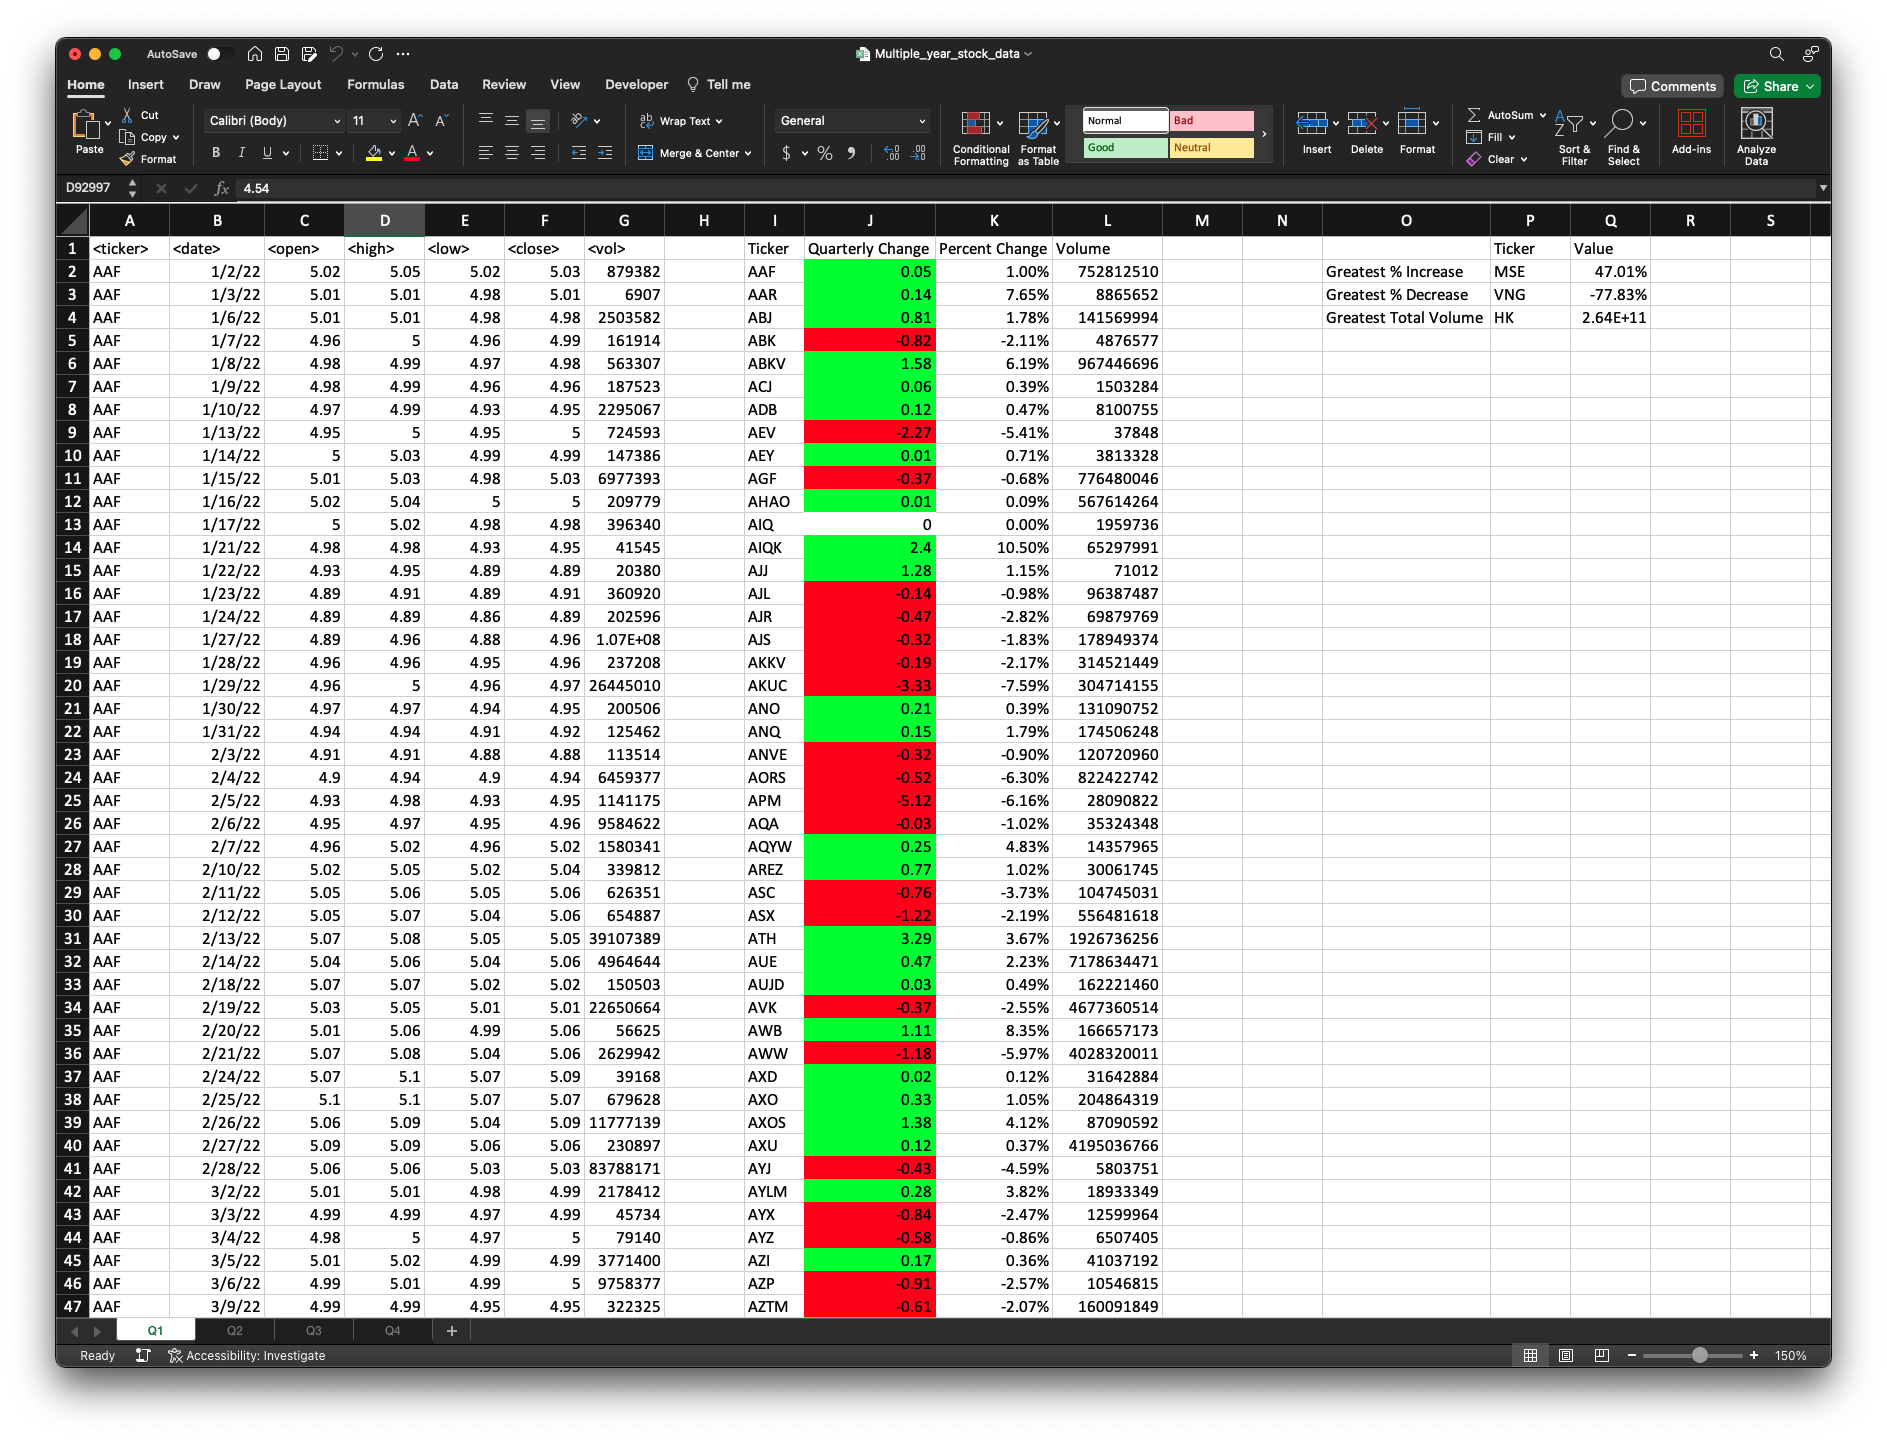 AutoSave
Multiple_year_stock_data
Home Insert Draw Page Layout Formulas Data Review View Developer Tell me Comments Share
Paste Cut Copy Format Calibri (Body) 11 B I U A Wrap Text Merge & Center General $ % Conditional Formatting Format as Table Normal Bad Good Neutral Insert Delete Format AutoSum Fill Clear Sort & Filter Find & Select Add-ins Analyze Data
D92997 fx 4.54
A B C D E F G H I J K L M N O P Q R S
1 <ticker> <date> <open> <high> <low> <close> <vol> Ticker Quarterly Change Percent Change Volume Ticker Value
2 AAF 1/2/22 5.02 5.05 5.02 5.03 879382 AAF 0.05 1.00% 752812510 Greatest % Increase MSE 47.01%
3 AAF 1/3/22 5.01 5.01 4.98 5.01 6907 AAR 0.14 7.65% 8865652 Greatest % Decrease VNG -77.83%
4 AAF 1/6/22 5.01 5.01 4.98 4.98 2503582 ABJ 0.81 1.78% 141569994 Greatest Total Volume HK 2.64E+11
5 AAF 1/7/22 4.96 5 4.96 4.99 161914 ABK -0.82 -2.11% 4876577
6 AAF 1/8/22 4.98 4.99 4.97 4.98 563307 ABKV 1.58 6.19% 967446696
7 AAF 1/9/22 4.98 4.99 4.96 4.96 187523 ACJ 0.06 0.39% 1503284
8 AAF 1/10/22 4.97 4.99 4.93 4.95 2295067 ADB 0.12 0.47% 8100755
9 AAF 1/13/22 4.95 5 4.95 5 724593 AEV -2.27 -5.41% 37848
10 AAF 1/14/22 5 5.03 4.99 4.99 147386 AEY 0.01 0.71% 3813328
11 AAF 1/15/22 5.01 5.03 4.98 5.03 6977393 AGF -0.37 -0.68% 776480046
12 AAF 1/16/22 5.02 5.04 5 5 209779 AHAO 0.01 0.09% 567614264
13 AAF 1/17/22 5 5.02 4.98 4.98 396340 AIQ 0 0.00% 1959736
14 AAF 1/21/22 4.98 4.98 4.93 4.95 41545 AIQK 2.4 10.50% 65297991
15 AAF 1/22/22 4.93 4.95 4.89 4.89 20380 AJJ 1.28 1.15% 71012
16 AAF 1/23/22 4.89 4.91 4.89 4.91 360920 AJL -0.14 -0.98% 96387487
17 AAF 1/24/22 4.89 4.89 4.86 4.89 202596 AJR -0.47 -2.82% 69879769
18 AAF 1/27/22 4.89 4.96 4.88 4.96 1.07E+08 AJS -0.32 -1.83% 178949374
19 AAF 1/28/22 4.96 4.96 4.95 4.96 237208 AKKV -0.19 -2.17% 314521449
20 AAF 1/29/22 4.96 5 4.96 4.97 26445010 AKUC -3.33 -7.59% 304714155
21 AAF 1/30/22 4.97 4.97 4.94 4.95 200506 ANO 0.21 0.39% 131090752
22 AAF 1/31/22 4.94 4.94 4.91 4.92 125462 ANQ 0.15 1.79% 174506248
23 AAF 2/3/22 4.91 4.91 4.88 4.88 113514 ANVE -0.32 -0.90% 120720960
24 AAF 2/4/22 4.9 4.94 4.9 4.94 6459377 AORS -0.52 -6.30% 822422742
25 AAF 2/5/22 4.93 4.98 4.93 4.95 1141175 APM -5.12 -6.16% 28090822
26 AAF 2/6/22 4.95 4.97 4.95 4.96 9584622 AQA -0.03 -1.02% 35324348
27 AAF 2/7/22 4.96 5.02 4.96 5.02 1580341 AQYW 0.25 4.83% 14357965
28 AAF 2/10/22 5.02 5.05 5.02 5.04 339812 AREZ 0.77 1.02% 30061745
29 AAF 2/11/22 5.05 5.06 5.05 5.06 626351 ASC -0.76 -3.73% 104745031
30 AAF 2/12/22 5.05 5.07 5.04 5.06 654887 ASX -1.22 -2.19% 556481618
31 AAF 2/13/22 5.07 5.08 5.05 5.05 39107389 ATH 3.29 3.67% 1926736256
32 AAF 2/14/22 5.04 5.06 5.04 5.06 4964644 AUE 0.47 2.23% 7178634471
33 AAF 2/18/22 5.07 5.07 5.02 5.02 150503 AUJD 0.03 0.49% 162221460
34 AAF 2/19/22 5.03 5.05 5.01 5.01 22650664 AVK -0.37 -2.55% 4677360514
35 AAF 2/20/22 5.01 5.06 4.99 5.06 56625 AWB 1.11 8.35% 166657173
36 AAF 2/21/22 5.07 5.08 5.04 5.06 2629942 AWW -1.18 -5.97% 4028320011
37 AAF 2/24/22 5.07 5.1 5.07 5.09 39168 AXD 0.02 0.12% 31642884
38 AAF 2/25/22 5.1 5.1 5.07 5.07 679628 AXO 0.33 1.05% 204864319
39 AAF 2/26/22 5.06 5.09 5.04 5.09 11777139 AXOS 1.38 4.12% 87090592
40 AAF 2/27/22 5.09 5.09 5.06 5.06 230897 AXU 0.12 0.37% 4195036766
41 AAF 2/28/22 5.06 5.06 5.03 5.03 83788171 AYJ -0.43 -4.59% 5803751
42 AAF 3/2/22 5.01 5.01 4.98 4.99 2178412 AYLM 0.28 3.82% 18933349
43 AAF 3/3/22 4.99 4.99 4.97 4.99 45734 AYX -0.84 -2.47% 12599964
44 AAF 3/4/22 4.98 5 4.97 5 79140 AYZ -0.58 -0.86% 6507405
45 AAF 3/5/22 5.01 5.02 4.99 4.99 3771400 AZI 0.17 0.36% 41037192
46 AAF 3/6/22 4.99 5.01 4.99 5 9758377 AZP -0.91 -2.57% 10546815
47 AAF 3/9/22 4.99 4.99 4.95 4.95 322325 AZTM -0.61 -2.07% 160091849
Q1 Q2 Q3 Q4 +
Ready Accessibility: Investigate 150%